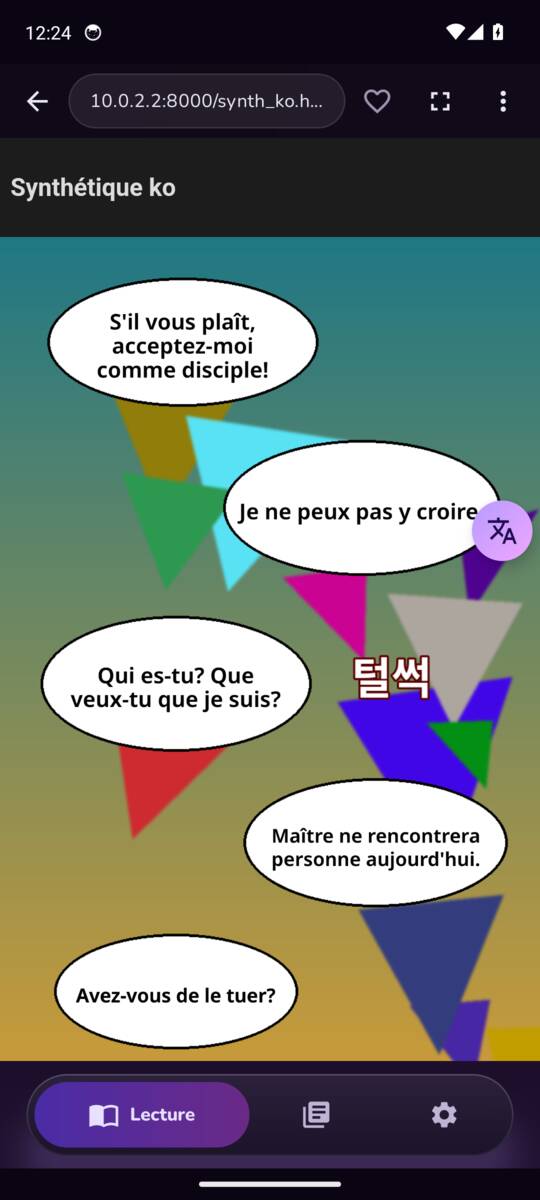 12:24
10.0.2.2:8000/synth_ko.h...
Synthétique ko
S'il vous plaît,
acceptez-moi
comme disciple!
Je ne peux pas y croire
Qui es-tu? Que
veux-tu que je suis?
털썩
Maître ne rencontrera
personne aujourd'hui.
Avez-vous de le tuer?
Lecture